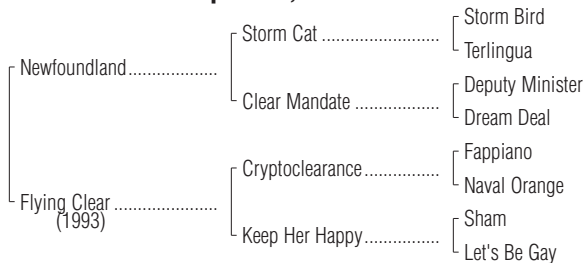 Storm Bird
Storm Cat ..............................
Terlingua
Newfoundland.......................
Deputy Minister
Clear Mandate ......................
Dream Deal
Fappiano
Cryptoclearance...................
Naval Orange
Flying Clear ..........................
(1993)
Sham
Keep Her Happy...................
Let's Be Gay